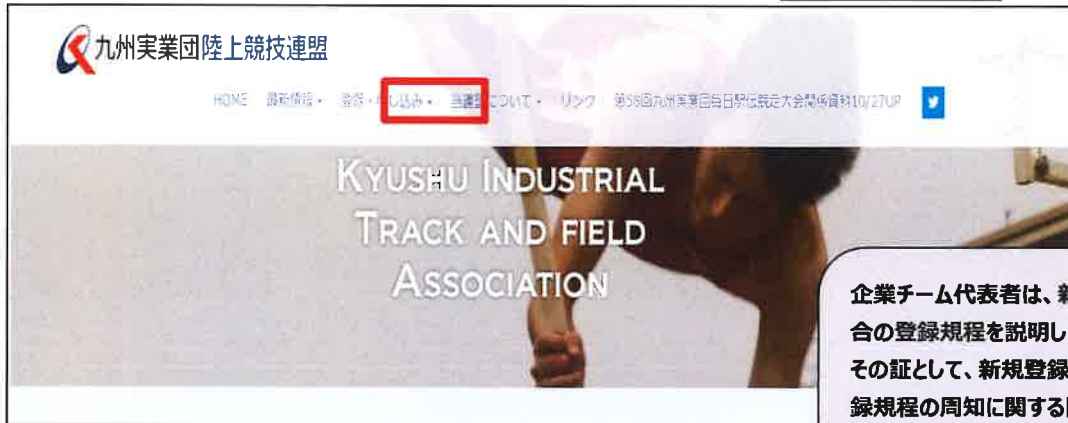 九州実業団陸上競技連盟
HOME 最新情報 登録・申し込み 当連盟について リンク 第58回九州実業団毎日駅伝競走大会関係資料10/27UP
KYUSHU INDUSTRIAL
TRACK AND FIELD
ASSOCIATION
企業チーム代表者は、新
合の登録規程を説明し
その証として、新規登録
録規程の周知に関する